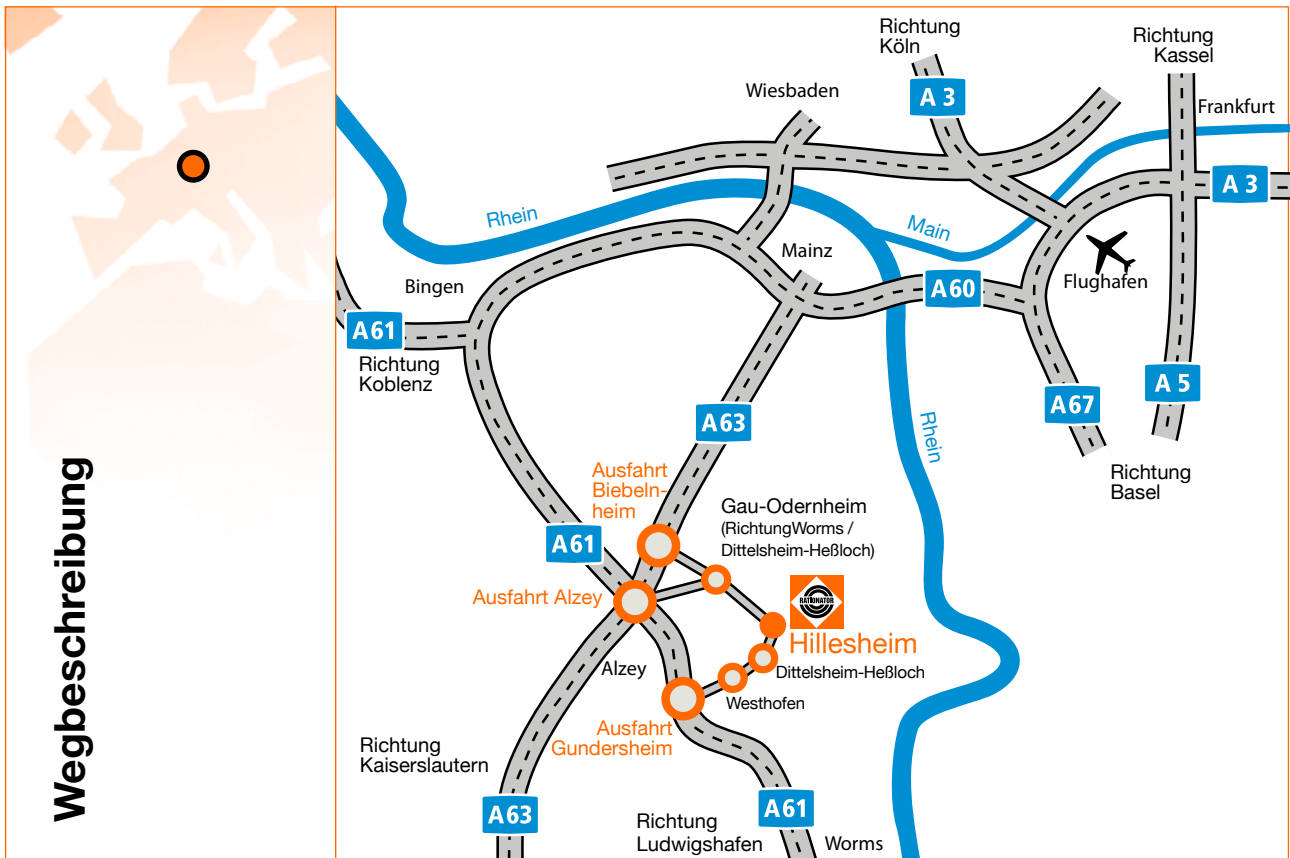 Wegbeschreibung
Richtung
Köln
A 3
Richtung
Kassel
Wiesbaden
Frankfurt
A 3
Rhein
Main
Mainz
Bingen
Flughafen
A60
A61
Richtung
Koblenz
A63
A67
A 5
Rhein
Richtung
Basel
Ausfahrt
Biebeln-
heim
Gau-Odernheim
(RichtungWorms /
Dittelsheim-Heßloch)
A61
Ausfahrt Alzey
RATIONATOR
Hillesheim
Alzey
Dittelsheim-Heßloch
Westhofen
Ausfahrt
Gundersheim
Richtung
Kaiserslautern
A63
A61
Richtung
Ludwigshafen
Worms